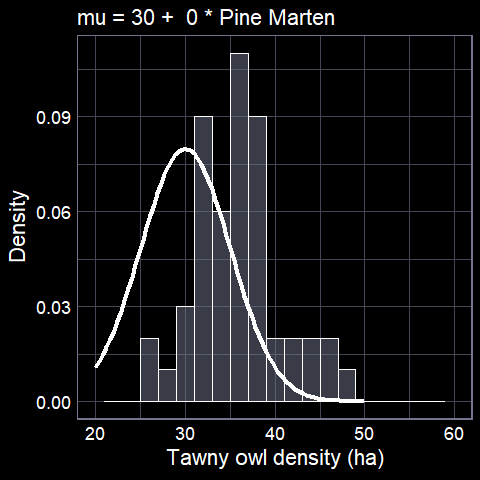 mu = 30 +  0 * Pine Marten
Density
0.09
0.06
0.03
0.00
20 30 40 50 60
Tawny owl density (ha)